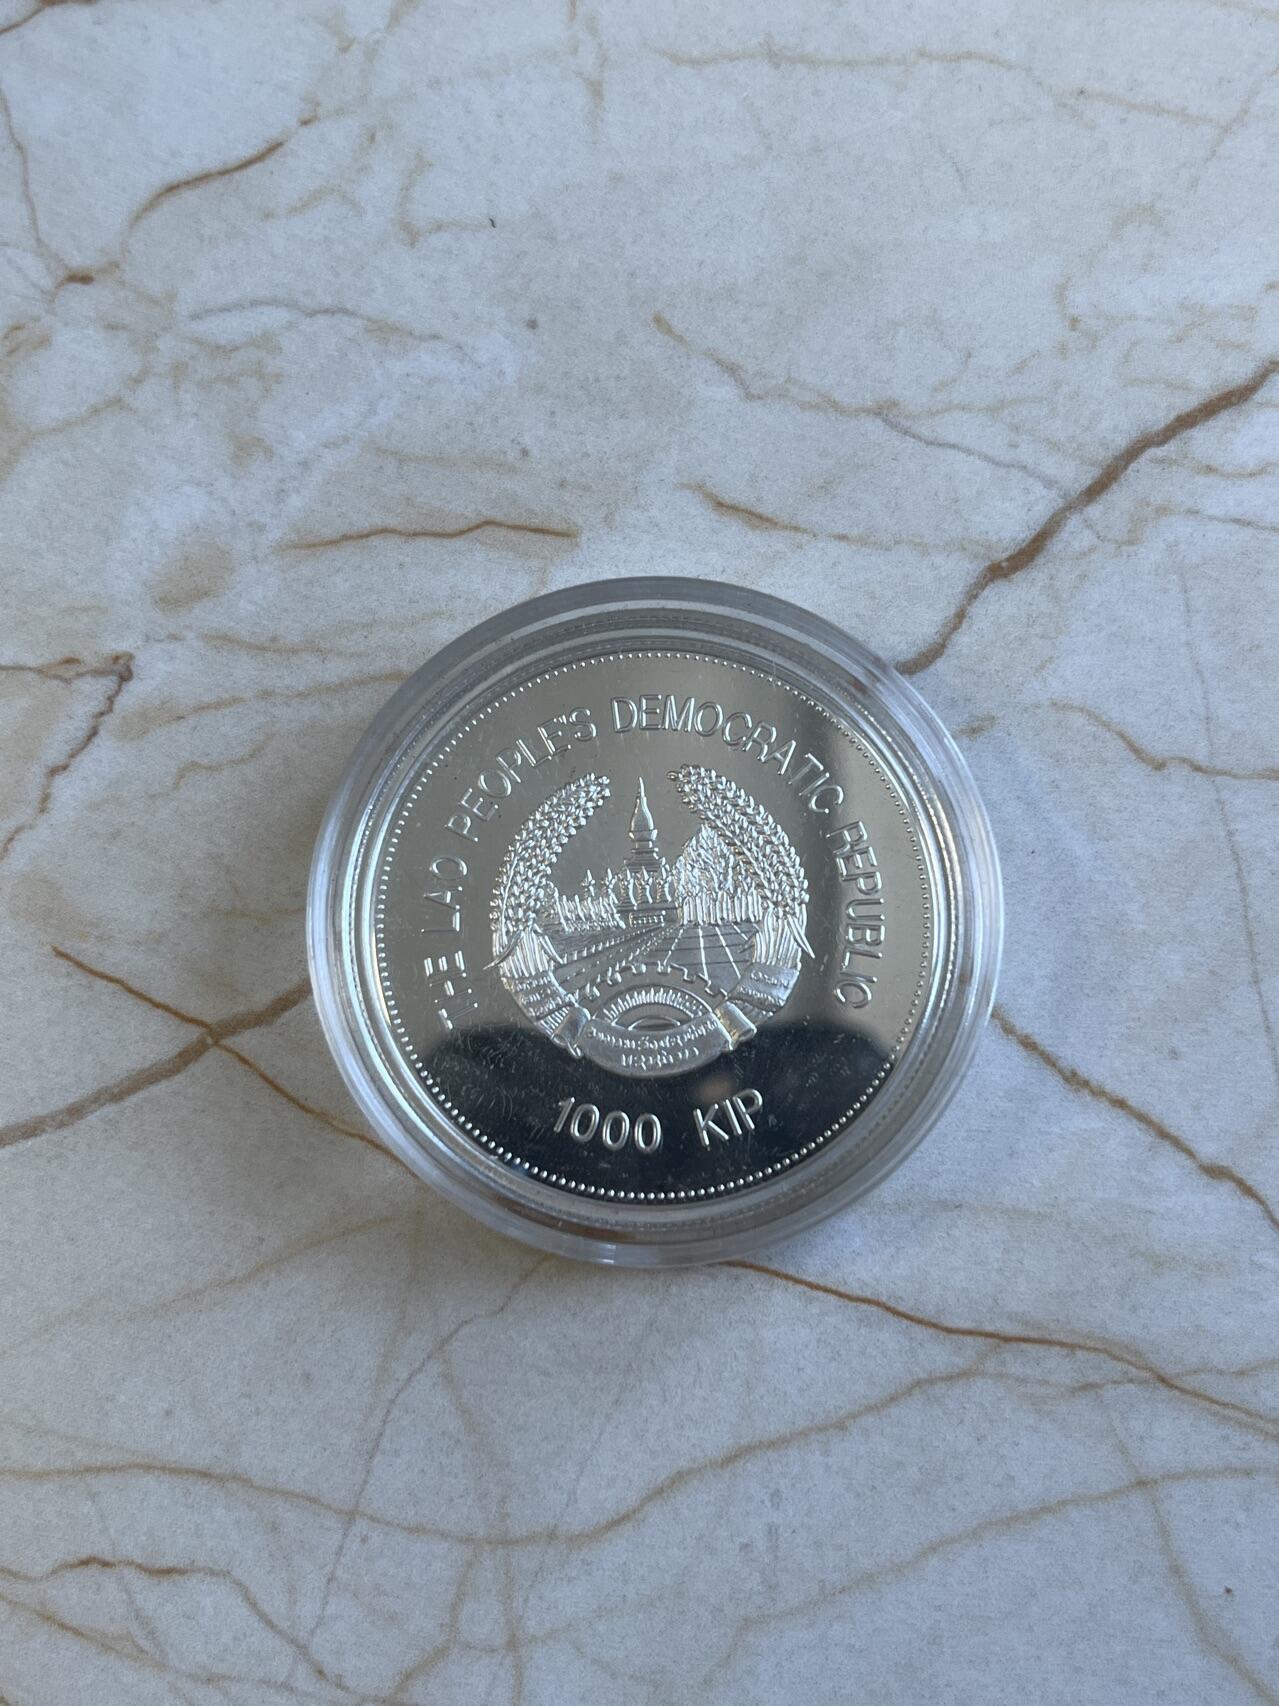 THE LAO PEOPLE'S DEMOCRATIC REPUBLIC
1000 KIP